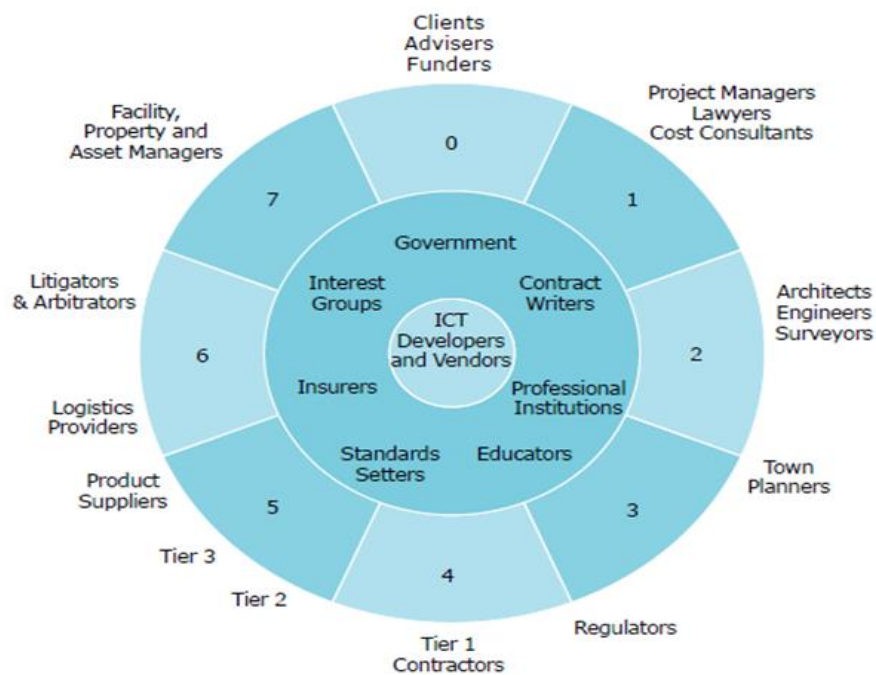 Clients
Advisers
Funders
Project Managers
Lawyers
Cost Consultants
Facility,
Property and
Asset Managers
0
1
7
Government
Interest
Groups
Contract
Writers
Litigators
& Arbitrators
Architects
Engineers
Surveyors
ICT
Developers
and Vendors
6
2
Insurers
Professional
Institutions
Logistics
Providers
Standards
Setters
Educators
Product
Suppliers
Town
Planners
5
3
Tier 3
Tier 2
4
Tier 1
Contractors
Regulators